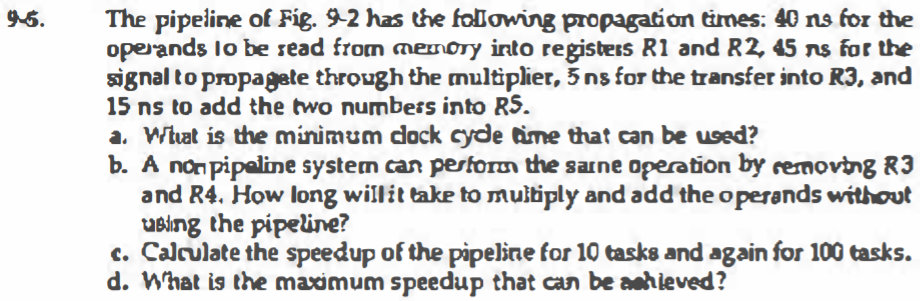 9-5. The pipeline of Fig. 9-2 has the following propagation times: 40 ns for the
operands to be read from memory into registers R1 and R2, 45 ns for the
signal to propagate through the multiplier, 5 ns for the transfer into R3, and
15 ns to add the two numbers into R5.
a. What is the minimum clock cycle time that can be used?
b. A nonpipeline system can perform the same operation by removing R3
and R4. How long will it take to multiply and add the operands without
using the pipeline?
c. Calculate the speedup of the pipeline for 10 tasks and again for 100 tasks.
d. What is the maximum speedup that can be achieved?